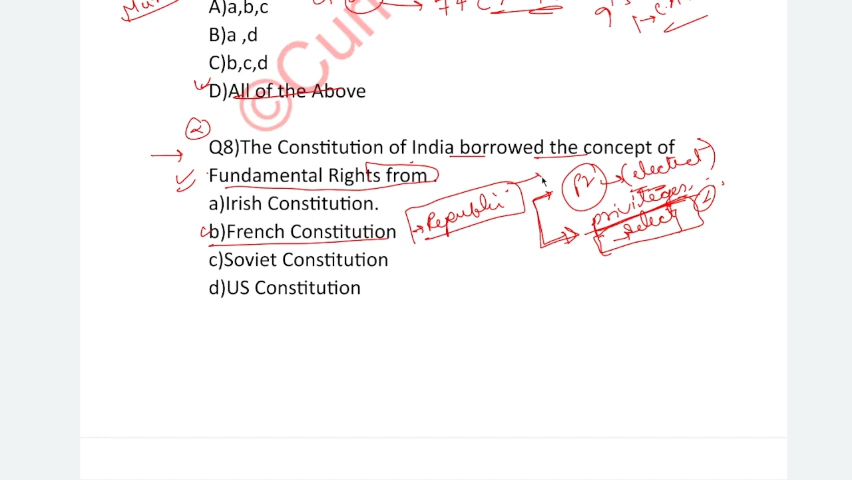 A)a,b,c
B)a ,d
C)b,c,d
D)All of the Above
Q8)The Constitution of India borrowed the concept of
Fundamental Rights from
(elected)
a)Irish Constitution.
→Republic
privileges
b)French Constitution
c)Soviet Constitution
d)US Constitution